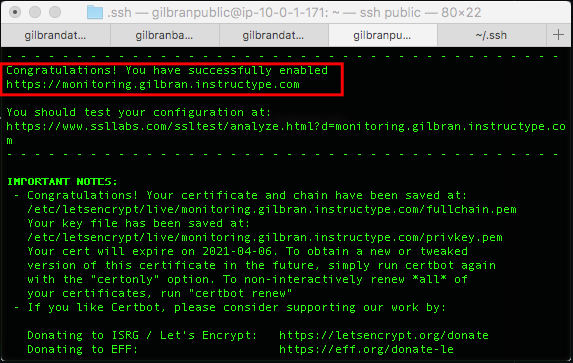 .ssh — gilbranpublic@ip-10-0-1-171: ~ — ssh public — 80×22
gilbrandat... gilbranba... gilbrandat... gilbranpu... ~/.ssh +
- - - - - - - - - - - - - - - - - - - - - - - - - - - - - - - - - - - - - - - -
Congratulations! You have successfully enabled
https://monitoring.gilbran.instructype.com
You should test your configuration at:
https://www.ssllabs.com/ssltest/analyze.html?d=monitoring.gilbran.instructype.co
m
- - - - - - - - - - - - - - - - - - - - - - - - - - - - - - - - - - - - - - - -
IMPORTANT NOTES:
- Congratulations! Your certificate and chain have been saved at:
/etc/letsencrypt/live/monitoring.gilbran.instructype.com/fullchain.pem
Your key file has been saved at:
/etc/letsencrypt/live/monitoring.gilbran.instructype.com/privkey.pem
Your cert will expire on 2021-04-06. To obtain a new or tweaked
version of this certificate in the future, simply run certbot again
with the "certonly" option. To non-interactively renew *all* of
your certificates, run "certbot renew"
- If you like Certbot, please consider supporting our work by:
Donating to ISRG / Let's Encrypt: https://letsencrypt.org/donate
Donating to EFF: https://eff.org/donate-le